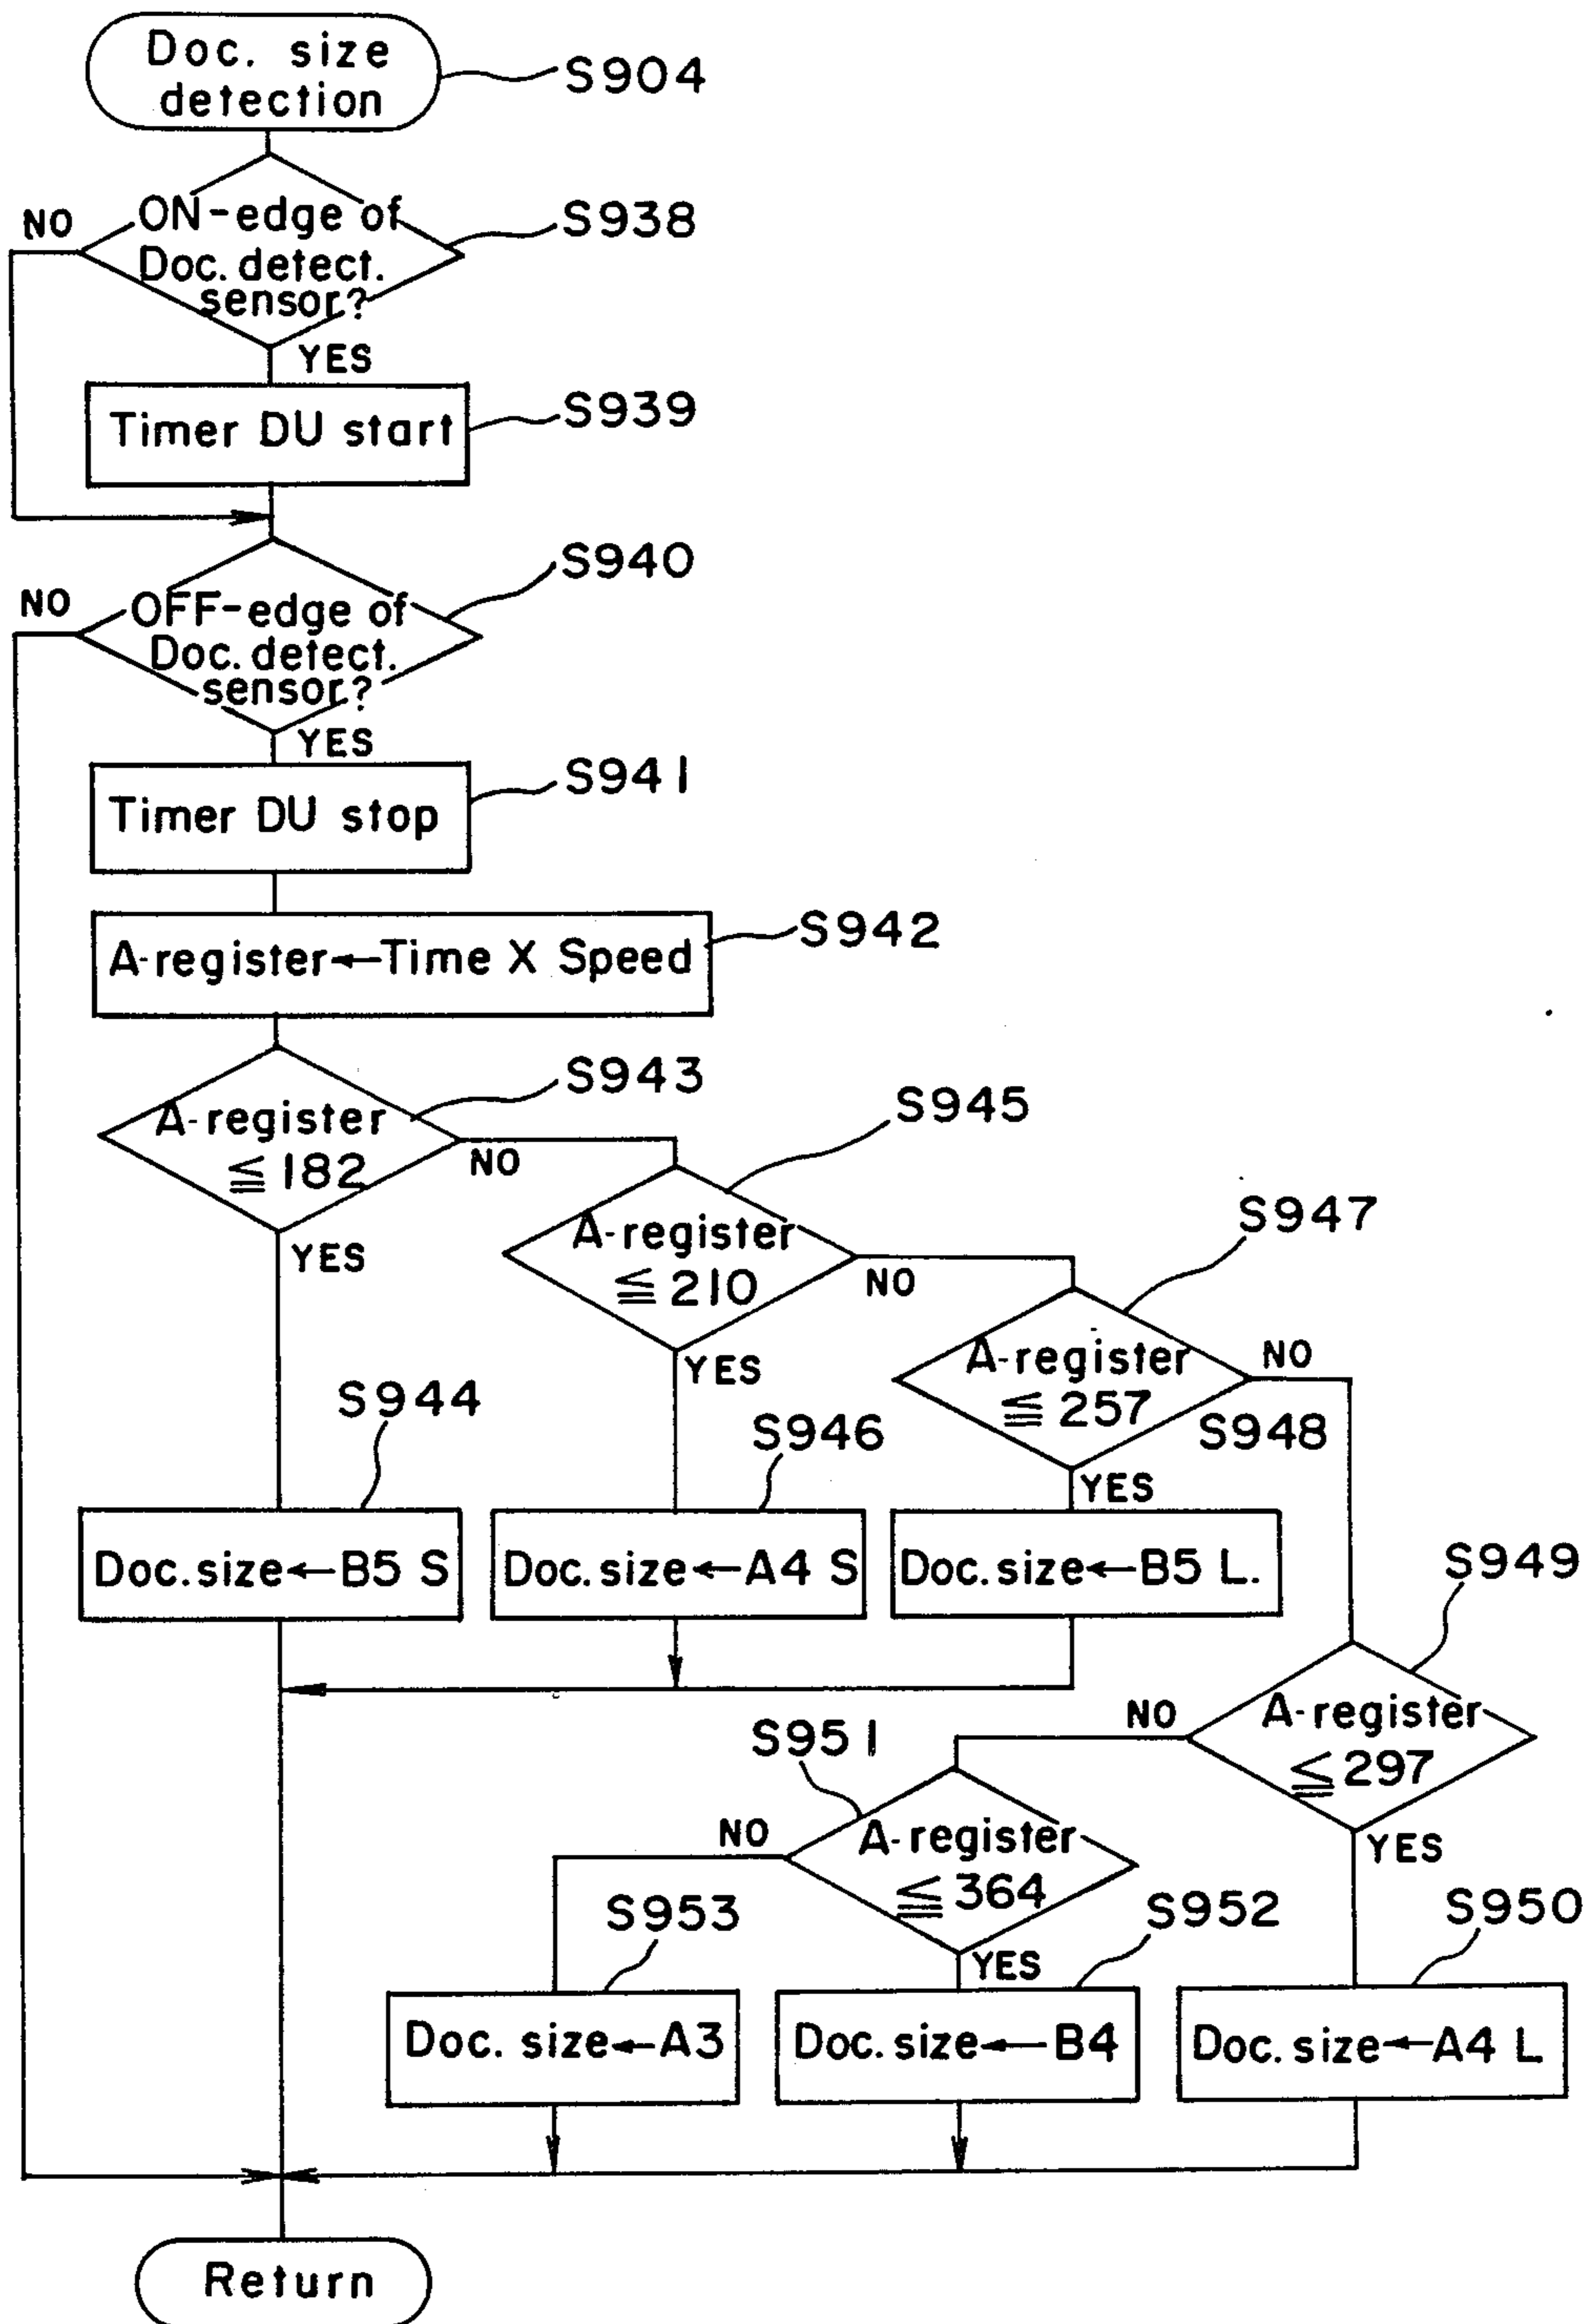 Doc. size
detection
S904
NO
ON-edge of
Doc. detect.
sensor?
S938
YES
Timer DU start
S939
NO
OFF-edge of
Doc. detect.
sensor?
S940
YES
Timer DU stop
S941
A-register←Time X Speed
S942
A-register
≦ 182
S943
NO
YES
A-register
≦ 210
S945
NO
YES
A-register
≦ 257
S947
NO
YES
S944
Doc. size←B5 S
S946
Doc. size←A4 S
S948
Doc. size←B5 L.
S949
A-register
≦ 297
NO
YES
S951
A-register
≦ 364
NO
YES
S953
Doc. size←A3
S952
Doc. size←B4
S950
Doc. size←A4 L
Return